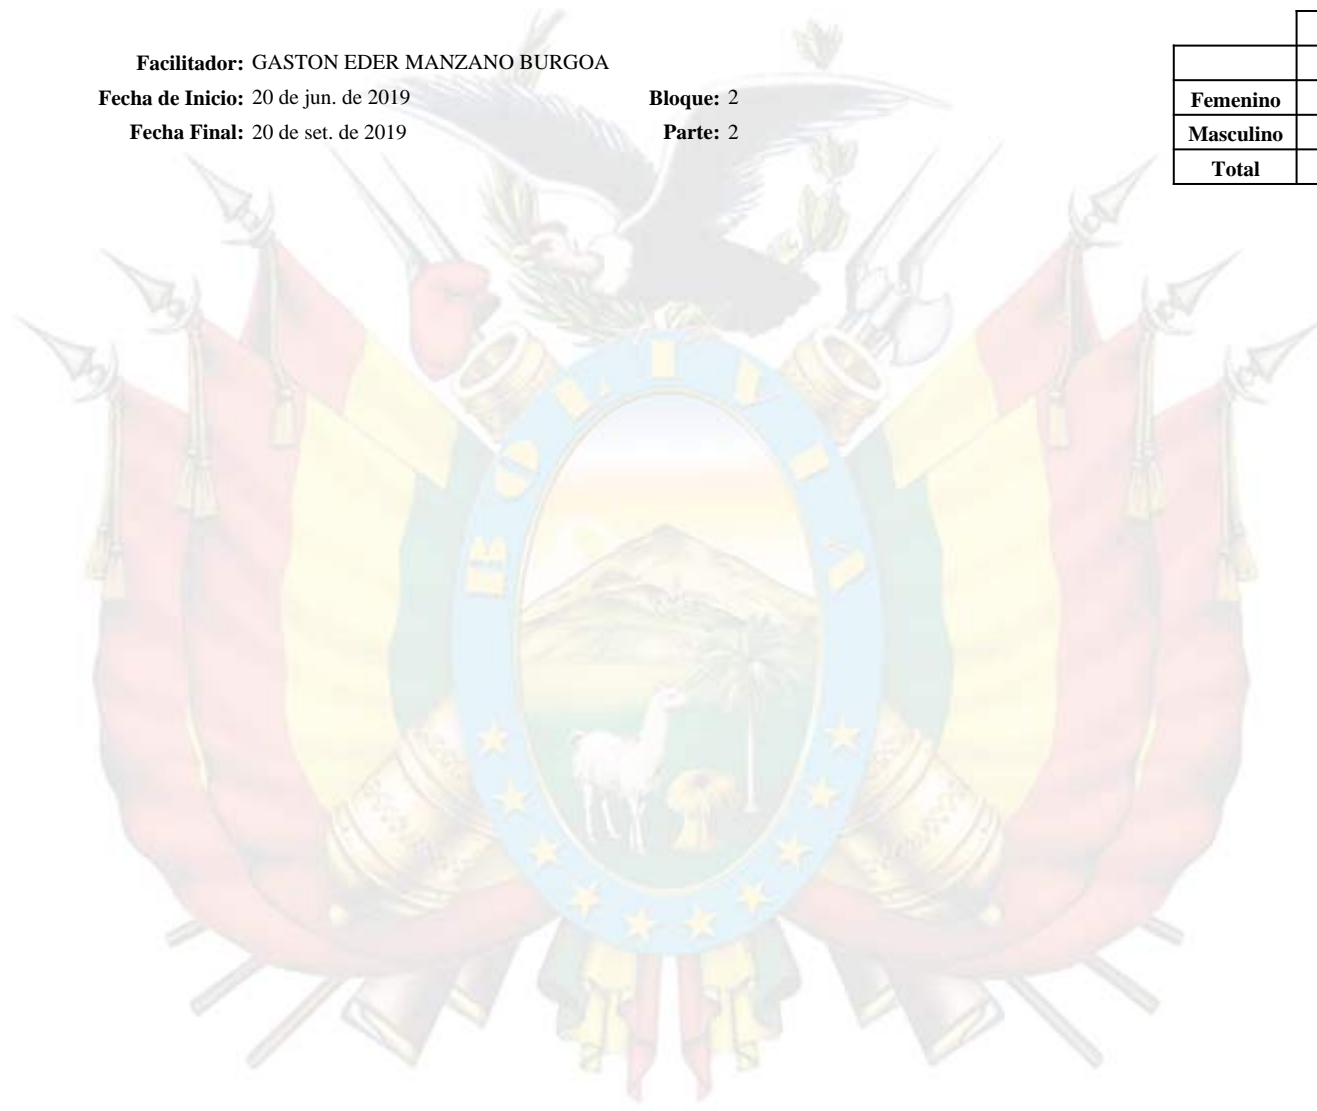 Facilitador: GASTON EDER MANZANO BURGOA
Fecha de Inicio: 20 de jun. de 2019 Bloque: 2
Fecha Final: 20 de set. de 2019 Parte: 2
Femenino
Masculino
Total
BOLIVIA